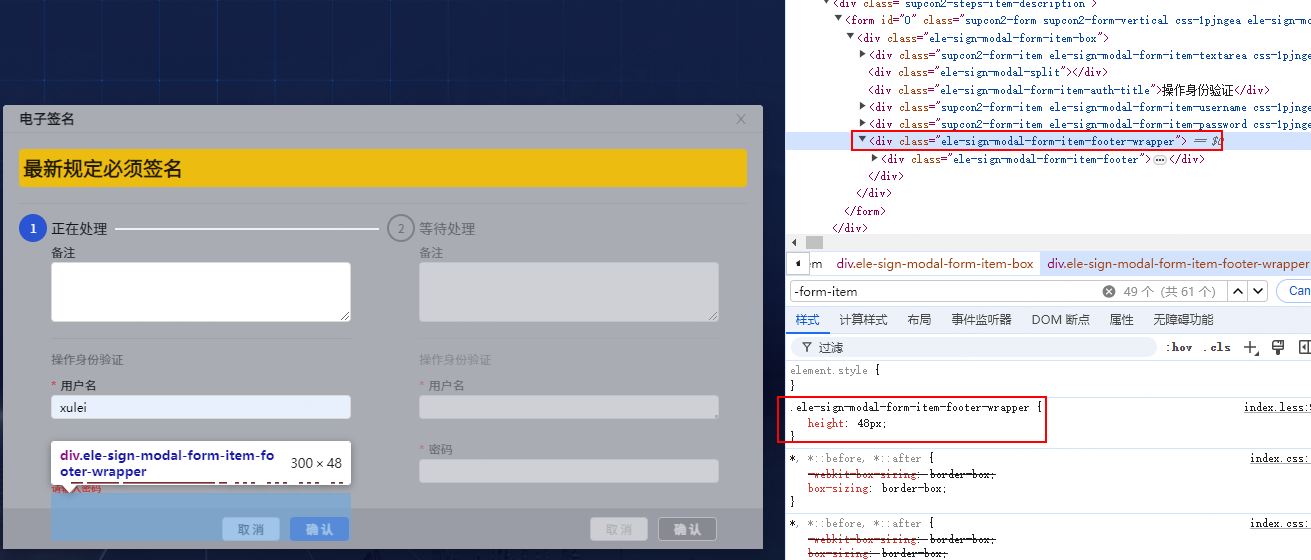 电子签名
最新规定必须签名
1 正在处理
2 等待处理
备注
备注
操作身份验证
操作身份验证
* 用户名
* 用户名
xulei
* 密码
div.ele-sign-modal-form-item-fo
oter-wrapper
300 × 48
取消 确认
取消 确认
<form id="0" class="supcon2-form supcon2-form-vertical css-1pjngea ele-sign-mo
<div class="ele-sign-modal-form-item-box">
<div class="supcon2-form-item ele-sign-modal-form-item-textarea css-1pjnge
<div class="ele-sign-modal-split"></div>
<div class="ele-sign-modal-form-item-auth-title">操作身份验证</div>
<div class="supcon2-form-item ele-sign-modal-form-item-username css-1pjnge
<div class="supcon2-form-item ele-sign-modal-form-item-password css-1pjnge
<div class="ele-sign-modal-form-item-footer-wrapper"> == $0
<div class="ele-sign-modal-form-item-footer">…</div>
</div>
</div>
</form>
</div>
em div.ele-sign-modal-form-item-box div.ele-sign-modal-form-item-footer-wrapper
-form-item 49 个 (共 61 个) Can
样式 计算样式 布局 事件监听器 DOM 断点 属性 无障碍功能
过滤 :hov .cls
element.style {
}
.ele-sign-modal-form-item-footer-wrapper { index.less:
height: 48px;
}
*, *::before, *::after { index.css:
-webkit-box-sizing: border-box;
box-sizing: border-box;
}
*, *::before, *::after { index.css:
-webkit-box-sizing: border-box;
box-sizing: border-box;